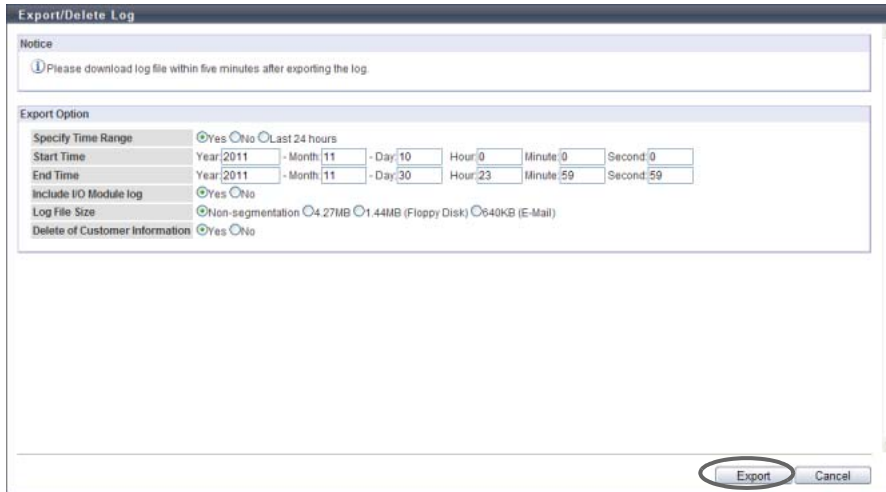 Export/Delete Log
Notice
Please download log file within five minutes after exporting the log.
Export Option
Specify Time Range Yes No Last 24 hours
Start Time Year: 2011 - Month: 11 - Day: 10 Hour: 0 Minute: 0 Second: 0
End Time Year: 2011 - Month: 11 - Day: 30 Hour: 23 Minute: 59 Second: 59
Include I/O Module log Yes No
Log File Size Non-segmentation 4.27MB 1.44MB (Floppy Disk) 640KB (E-Mail)
Delete of Customer Information Yes No
Export Cancel